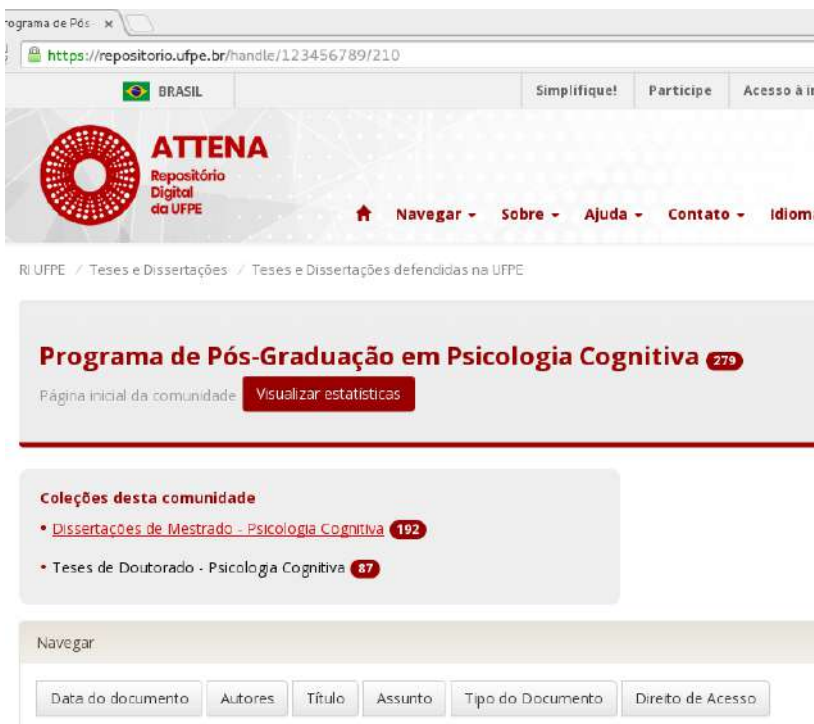 rograma de Pós-
https://repositorio.ufpe.br/handle/123456789/210
BRASIL Simplifique! Participe Acesso à i
ATTENA
Repositório
Digital
da UFPE
Navegar Sobre Ajuda Contato Idiom
RI UFPE / Teses e Dissertações / Teses e Dissertações defendidas na UFPE
Programa de Pós-Graduação em Psicologia Cognitiva 279
Página inicial da comunidade Visualizar estatísticas
Coleções desta comunidade
• Dissertações de Mestrado - Psicologia Cognitiva 192
• Teses de Doutorado - Psicologia Cognitiva 87
Navegar
Data do documento Autores Título Assunto Tipo do Documento Direito de Acesso